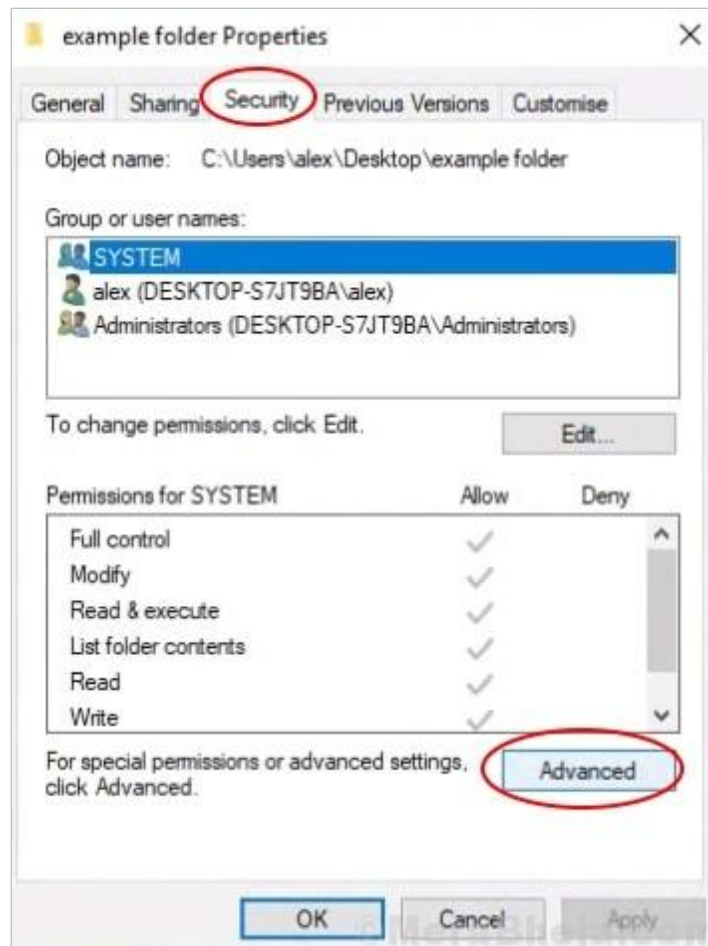 example folder Properties
General Sharing Security Previous Versions Customise
Object name: C:\Users\alex\Desktop\example folder
Group or user names:
SYSTEM
alex (DESKTOP-S7JT9BA\alex)
Administrators (DESKTOP-S7JT9BA\Administrators)
To change permissions, click Edit.
Edit...
Permissions for SYSTEM Allow Deny
Full control
Modify
Read & execute
List folder contents
Read
Write
For special permissions or advanced settings,
click Advanced.
Advanced
OK Cancel Apply